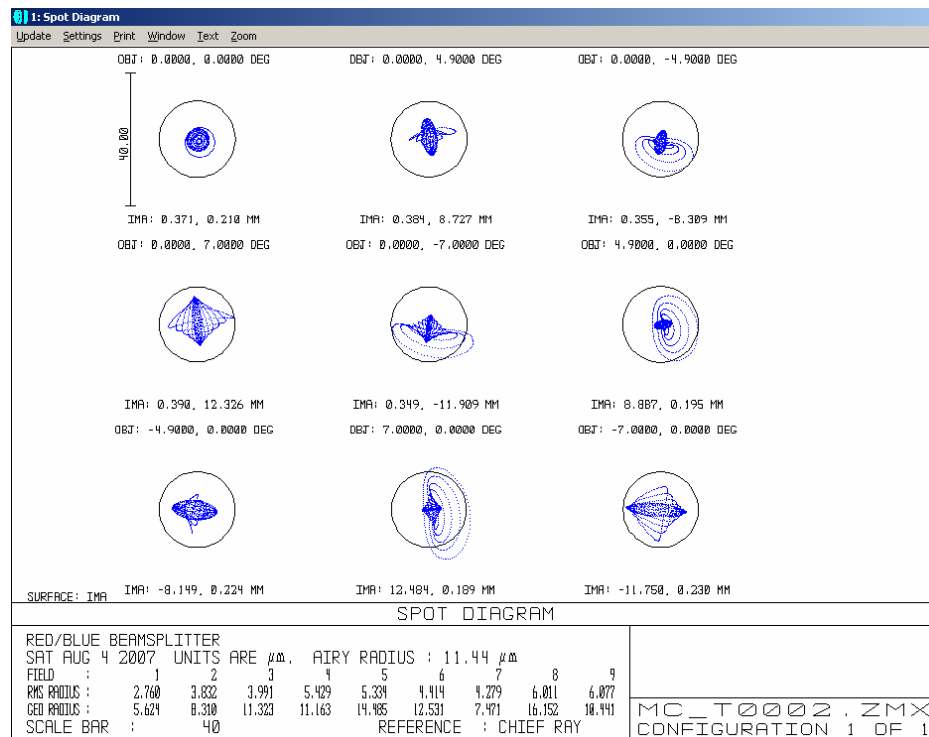 1: Spot Diagram
Update Settings Print Window Text Zoom
OBJ: 0.0000, 0.0000 DEG
OBJ: 0.0000, 4.9000 DEG
OBJ: 0.0000, -4.9000 DEG
40.00
IMA: 0.371, 0.210 MM
IMA: 0.384, 8.727 MM
IMA: 0.355, -8.309 MM
OBJ: 0.0000, 7.0000 DEG
OBJ: 0.0000, -7.0000 DEG
OBJ: 4.9000, 0.0000 DEG
IMA: 0.390, 12.326 MM
IMA: 0.349, -11.909 MM
IMA: 8.887, 0.195 MM
OBJ: -4.9000, 0.0000 DEG
OBJ: 7.0000, 0.0000 DEG
OBJ: -7.0000, 0.0000 DEG
IMA: -8.149, 0.224 MM
IMA: 12.484, 0.189 MM
IMA: -11.750, 0.230 MM
SURFACE: IMA
SPOT DIAGRAM
RED/BLUE BEAMSPLITTER
SAT AUG 4 2007 UNITS ARE µm. AIRY RADIUS : 11.44 µm
FIELD : 1 2 3 4 5 6 7 8 9
RMS RADIUS : 2.760 3.832 3.991 5.429 5.334 4.414 4.279 6.011 6.077
GEO RADIUS : 5.624 8.310 11.323 11.163 14.485 12.531 7.471 16.152 10.441
SCALE BAR : 40 REFERENCE : CHIEF RAY
MC_T0002.ZMX
CONFIGURATION 1 OF 1